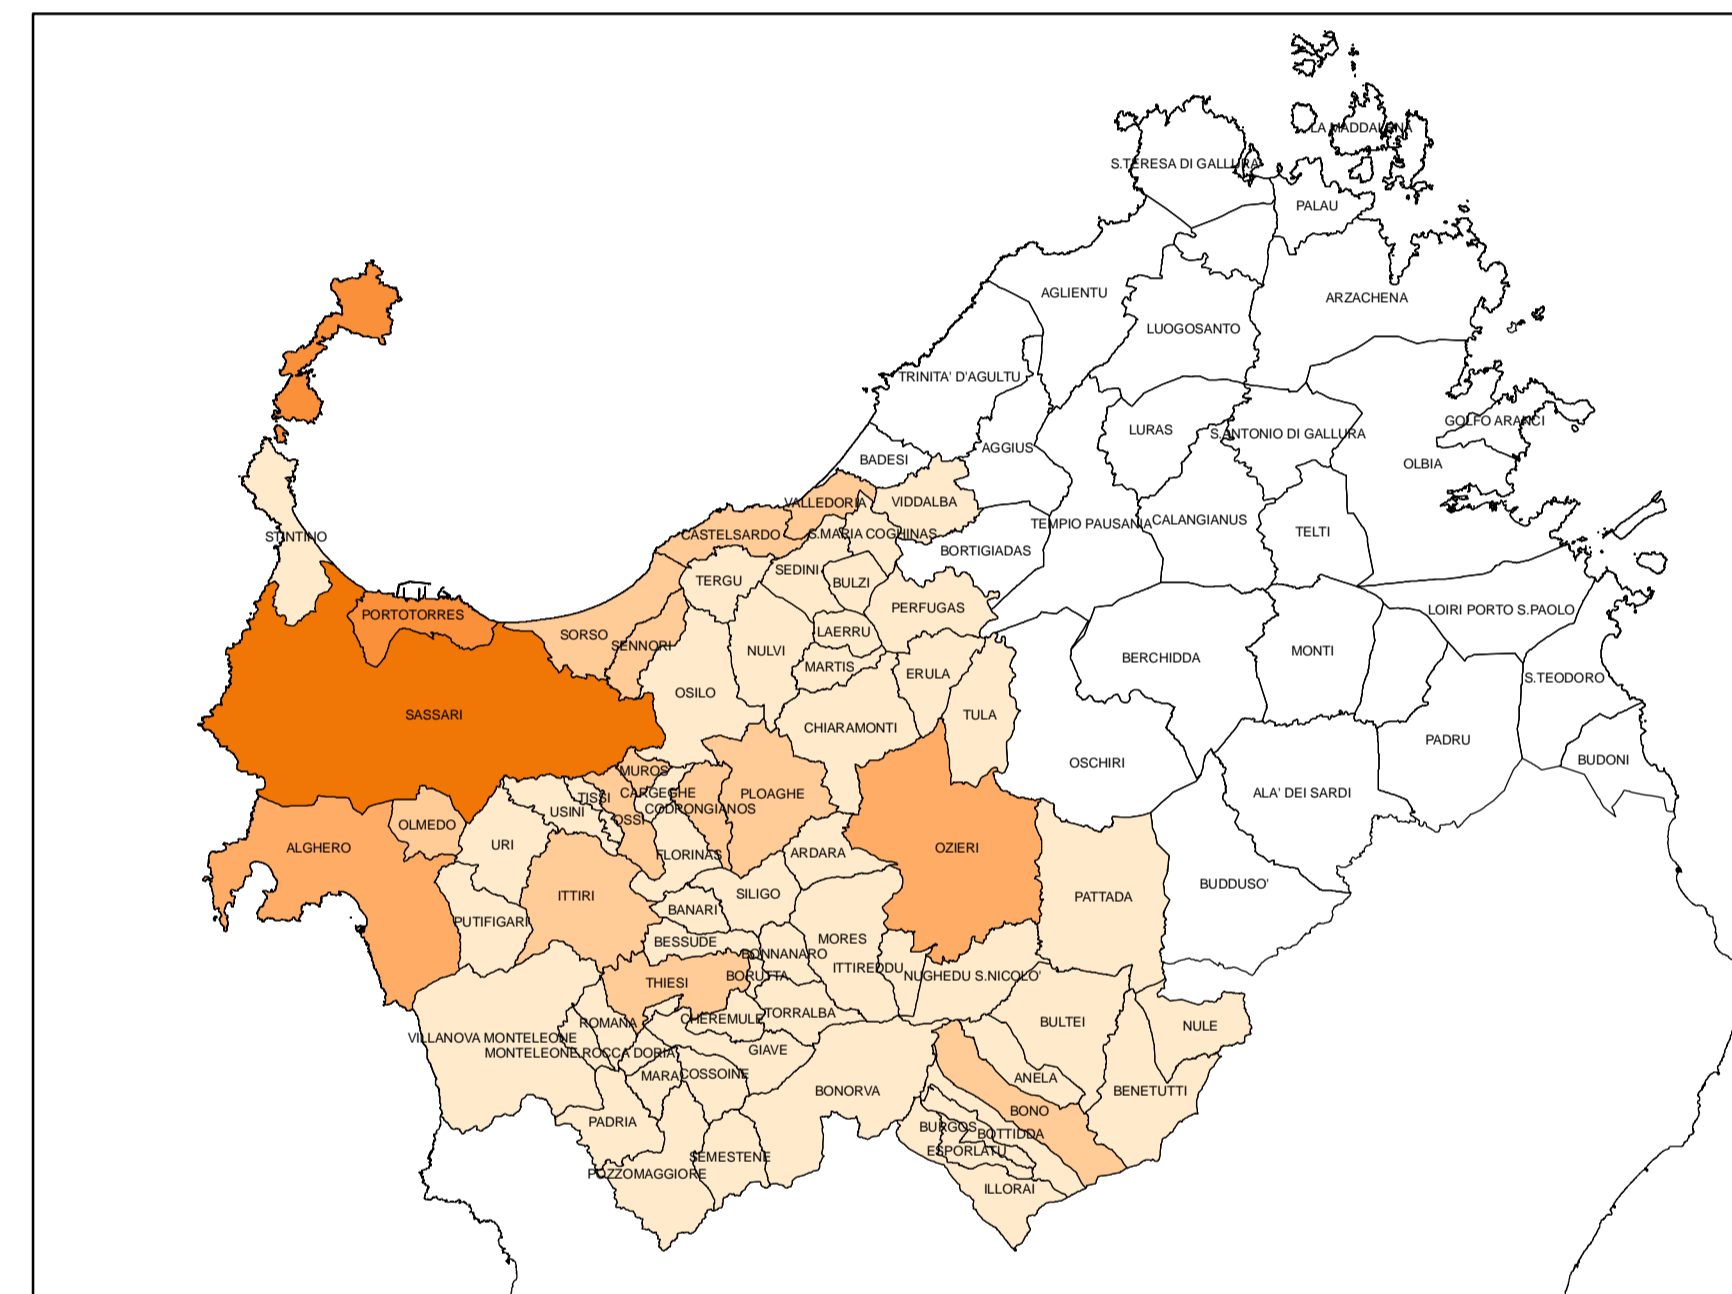 LA MADDALENA
S.TERESA DI GALLURA
PALAU
AGLIENTU
ARZACHENA
LUOGOSANTO
TRINITA' D'AGULTU
GOLFO ARANCI
LURAS
S.ANTONIO DI GALLURA
AGGIUS
BADESI
OLBIA
VALLEDORIA
VIDDALBA
TEMPIO PAUSANIA
CALANGIANUS
TELTI
STINTINO
CASTELSARDO
S.MARIA COGHINAS
BORTIGIADAS
SEDINI
TERGU
BULZI
PERFUGAS
LOIRI PORTO S.PAOLO
PORTOTORRES
SORSO
LAERRU
SENNORI
NULVI
MONTI
BERCHIDDA
MARTIS
ERULA
S.TEODORO
OSILO
SASSARI
TULA
CHIARAMONTI
PADRU
BUDONI
OSCHIRI
MUROS
CARGEGHE
PLOAGHE
ALA' DEI SARDI
TISSI
CODRONGIANOS
USINI
OSSI
OLMEDO
ALGHERO
URI
FLORINAS
ARDARA
OZIERI
BUDDUSO'
SILIGO
ITTIRI
PATTADA
BANARI
PUTIFIGARI
BESSUDE
MORES
BONNANARO
ITTIREDDU
BORUTTA
NUGHEDU S.NICOLO'
THIESI
TORRALBA
CHEREMULE
ROMANA
BULTEI
NULE
VILLANOVA MONTELEONE
MONTELEONE ROCCA DORIA
GIAVE
MARA
COSSOINE
ANELA
BONORVA
BENETUTTI
BONO
PADRIA
BURGOS
BOTTIDDA
ESPORLATU
SEMESTENE
POZZOMAGGIORE
ILLORAI